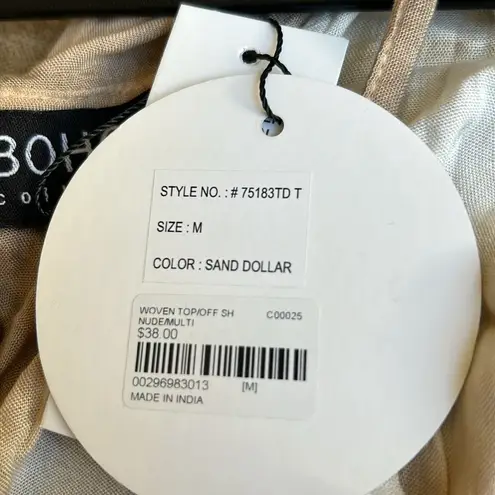 STYLE NO. : # 75183TD T
SIZE : M
COLOR : SAND DOLLAR
WOVEN TOP/OFF SH C00025
NUDE/MULTI
$38.00
00296983013 [M]
MADE IN INDIA